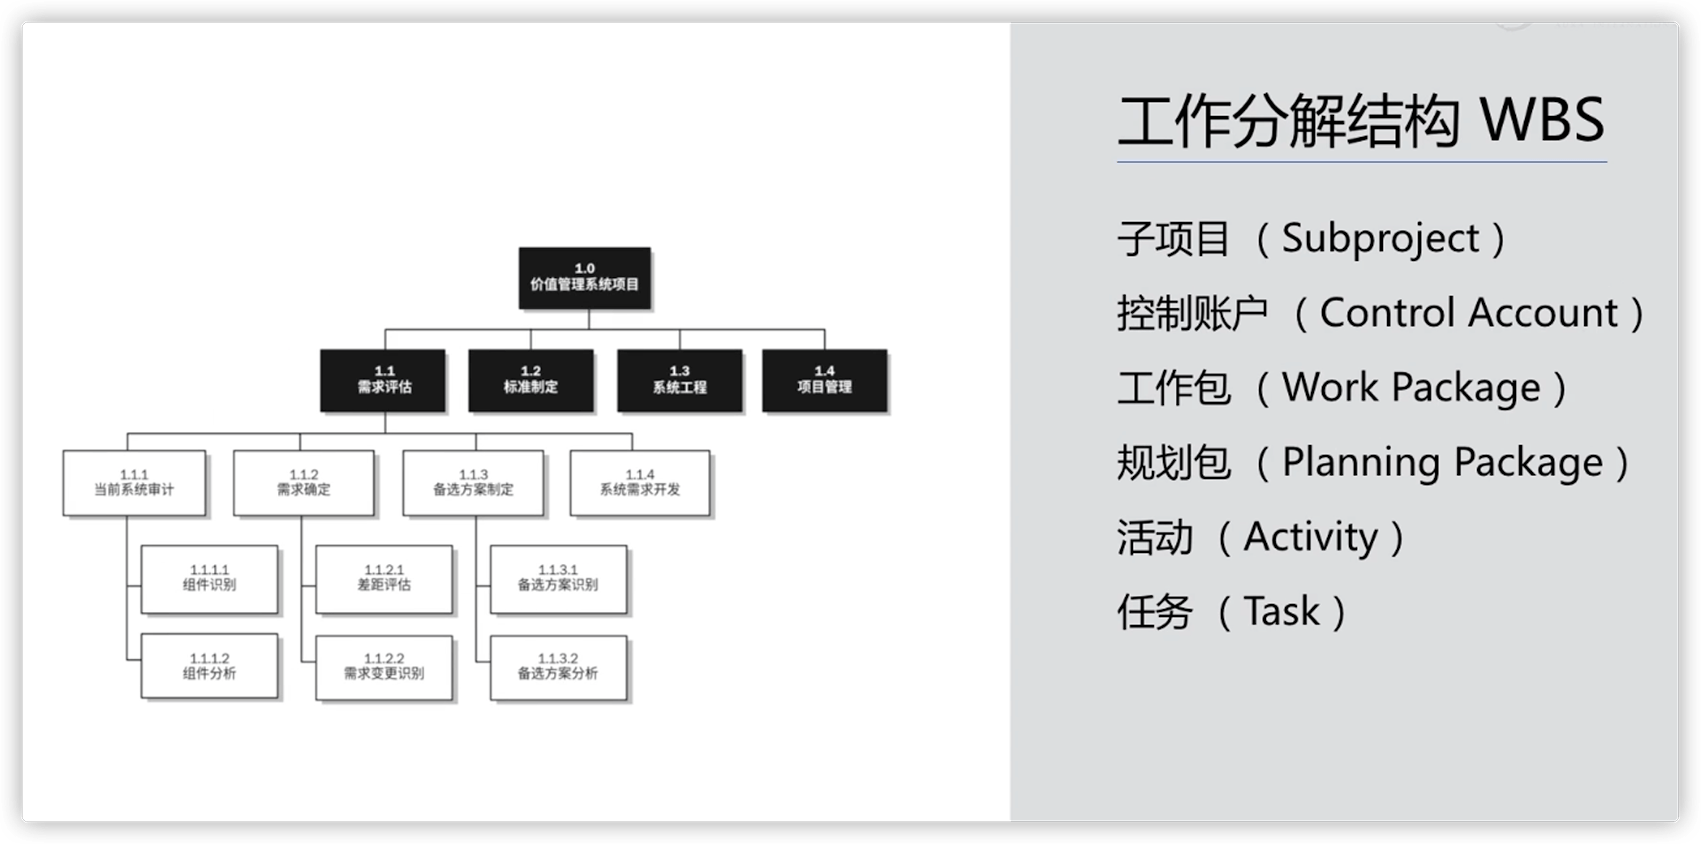 1.0
价值管理系统项目
1.1
需求评估
1.2
标准制定
1.3
系统工程
1.4
项目管理
1.1.1
当前系统审计
1.1.2
需求确定
1.1.3
备选方案制定
1.1.4
系统需求开发
1.1.1.1
组件识别
1.1.2.1
差距评估
1.1.3.1
备选方案识别
1.1.1.2
组件分析
1.1.2.2
需求变更识别
1.1.3.2
备选方案分析
工作分解结构 WBS
子项目（Subproject）
控制账户（Control Account）
工作包（Work Package）
规划包（Planning Package）
活动（Activity）
任务（Task）